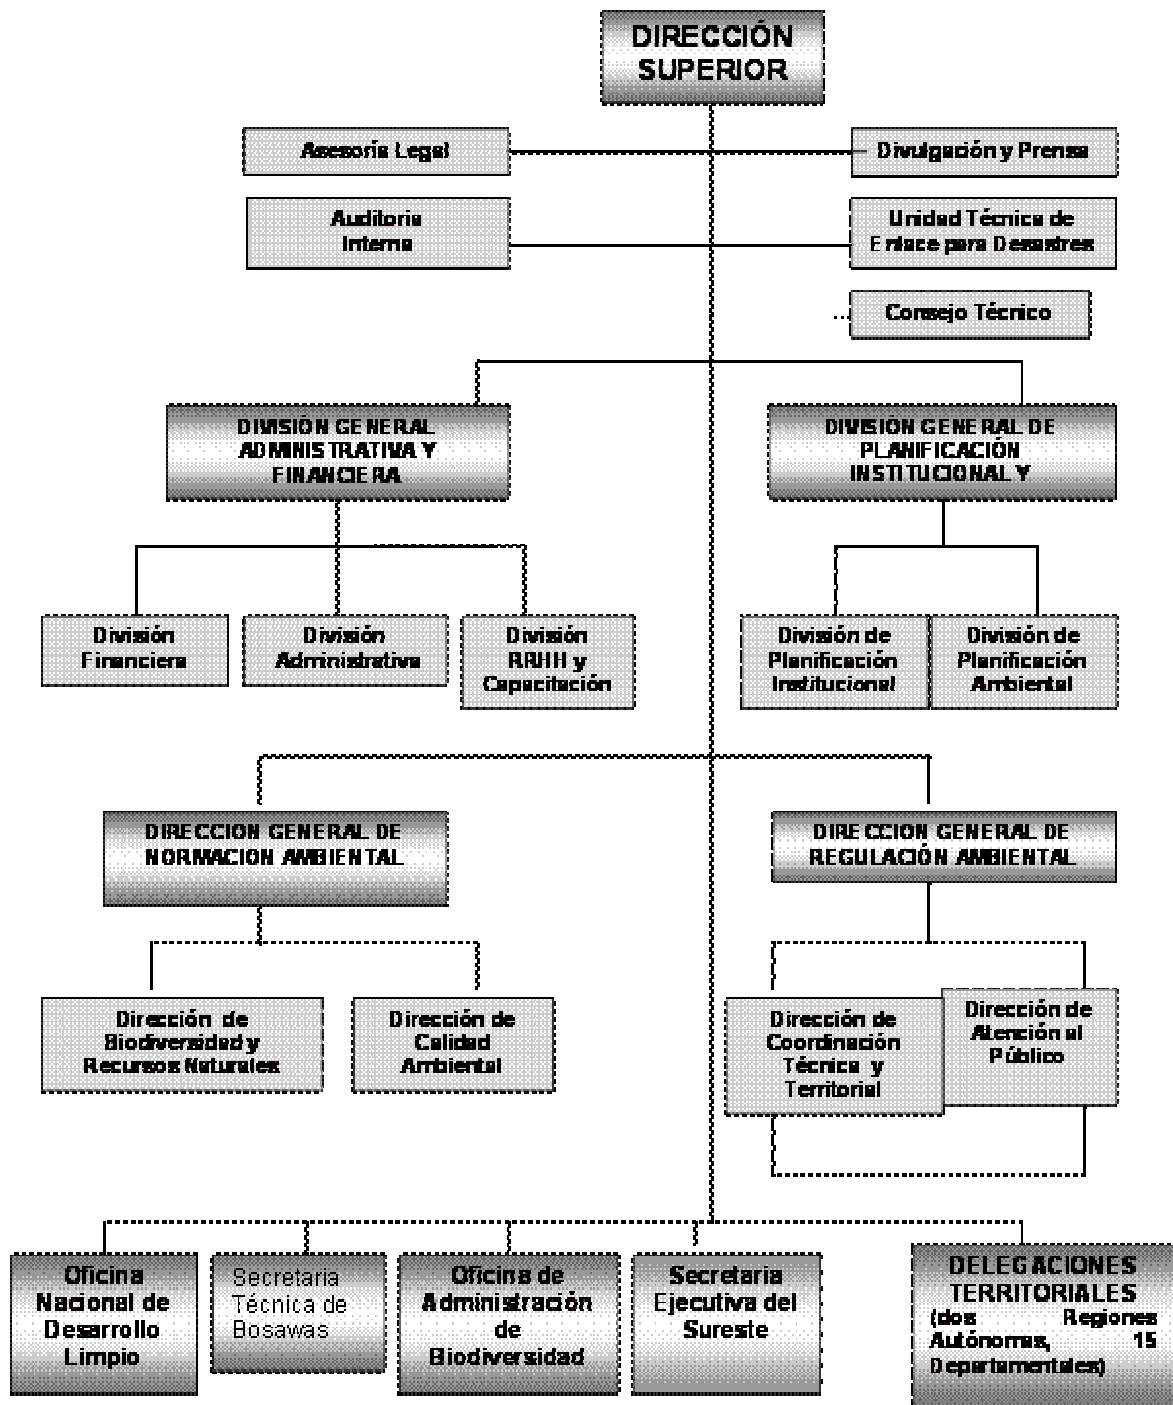 DIRECCIÓN
SUPERIOR
Asesoría Legal
Divulgación y Prensa
Auditoria
Interna
Unidad Técnica de
Enlace para Desastres
Consejo Técnico
DIVISIÓN GENERAL
ADMINISTRATIVA Y
FINANCIERA
DIVISIÓN GENERAL DE
PLANIFICACIÓN
INSTITUCIONAL Y
División
Financiera
División
Administrativa
División
RRHH y
Capacitación
División de
Planificación
Institucional
División de
Planificación
Ambiental
DIRECCION GENERAL DE
NORMACION AMBIENTAL
DIRECCION GENERAL DE
REGULACIÓN AMBIENTAL
Dirección de
Biodiversidad y
Recursos Naturales
Dirección de
Calidad
Ambiental
Dirección de
Coordinación
Técnica y
Territorial
Dirección de
Atención al
Público
Oficina
Nacional de
Desarrollo
Limpio
Secretaria
Técnica de
Bosawas
Oficina de
Administración
de
Biodiversidad
Secretaria
Ejecutiva del
Sureste
DELEGACIONES
TERRITORIALES
(dos Regiones
Autónomas, 15
Departamentales)